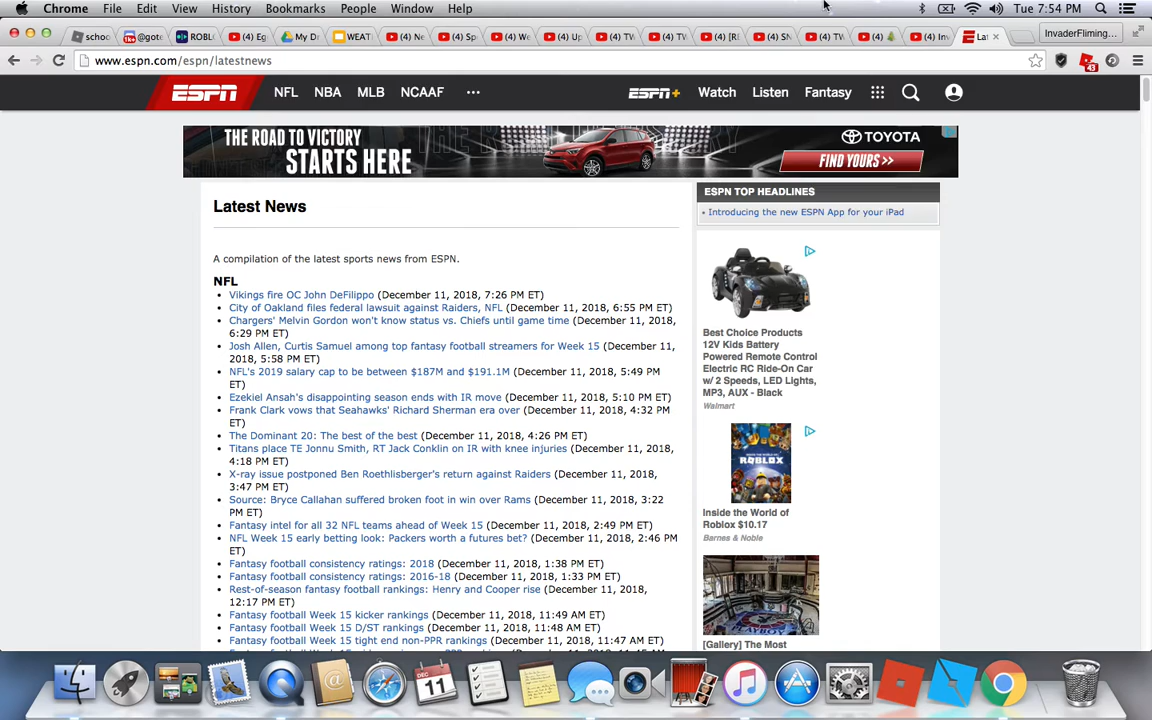 Chrome File Edit View History Bookmarks People Window Help Tue 7:54 PM
schoo @gote ROBLO (4) Eg My Dr WEAT (4) Ne (4) Sp (4) We (4) Up (4) TW (4) TV (4) [RE (4) SN (4) TW (4) (4) Inv Lat InvaderFliming...
www.espn.com/espn/latestnews 43
ESPN NFL NBA MLB NCAAF ••• ESPN+ Watch Listen Fantasy
THE ROAD TO VICTORY
STARTS HERE
TOYOTA
FIND YOURS >>
Latest News
A compilation of the latest sports news from ESPN.
NFL
• Vikings fire OC John DeFilippo (December 11, 2018, 7:26 PM ET)
• City of Oakland files federal lawsuit against Raiders, NFL (December 11, 2018, 6:55 PM ET)
• Chargers' Melvin Gordon won't know status vs. Chiefs until game time (December 11, 2018,
6:29 PM ET)
• Josh Allen, Curtis Samuel among top fantasy football streamers for Week 15 (December 11,
2018, 5:58 PM ET)
• NFL's 2019 salary cap to be between $187M and $191.1M (December 11, 2018, 5:49 PM
ET)
• Ezekiel Ansah's disappointing season ends with IR move (December 11, 2018, 5:10 PM ET)
• Frank Clark vows that Seahawks' Richard Sherman era over (December 11, 2018, 4:32 PM
ET)
• The Dominant 20: The best of the best (December 11, 2018, 4:26 PM ET)
• Titans place TE Jonnu Smith, RT Jack Conklin on IR with knee injuries (December 11, 2018,
4:18 PM ET)
• X-ray issue postponed Ben Roethlisberger's return against Raiders (December 11, 2018,
3:47 PM ET)
• Source: Bryce Callahan suffered broken foot in win over Rams (December 11, 2018, 3:22
PM ET)
• Fantasy intel for all 32 NFL teams ahead of Week 15 (December 11, 2018, 2:49 PM ET)
• NFL Week 15 early betting look: Packers worth a futures bet? (December 11, 2018, 2:46 PM
ET)
• Fantasy football consistency ratings: 2018 (December 11, 2018, 1:38 PM ET)
• Fantasy football consistency ratings: 2016-18 (December 11, 2018, 1:33 PM ET)
• Rest-of-season fantasy football rankings: Henry and Cooper rise (December 11, 2018,
12:17 PM ET)
• Fantasy football Week 15 kicker rankings (December 11, 2018, 11:49 AM ET)
• Fantasy football Week 15 D/ST rankings (December 11, 2018, 11:48 AM ET)
• Fantasy football Week 15 tight end non-PPR rankings (December 11, 2018, 11:47 AM ET)
ESPN TOP HEADLINES
• Introducing the new ESPN App for your iPad
Best Choice Products
12V Kids Battery
Powered Remote Control
Electric RC Ride-On Car
w/ 2 Speeds, LED Lights,
MP3, AUX - Black
Walmart
ROBLOX
Inside the World of
Roblox $10.17
Barnes & Noble
PLAYBOY
[Gallery] The Most
DEC
11